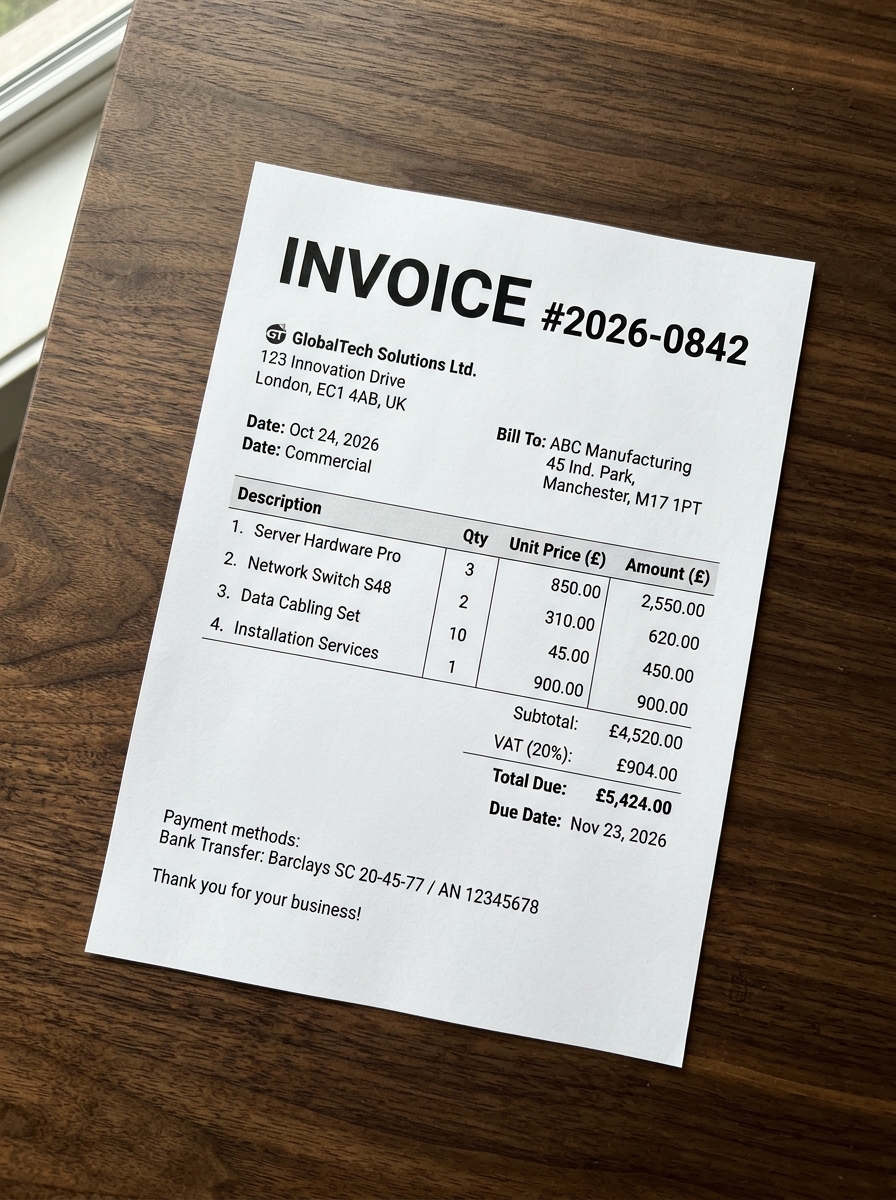 INVOICE #2026-0842
GT GlobalTech Solutions Ltd.
123 Innovation Drive
London, EC1 4AB, UK
Date: Oct 24, 2026
Date: Commercial
Bill To: ABC Manufacturing
45 Ind. Park,
Manchester, M17 1PT
Description Qty Unit Price (£) Amount (£)
1. Server Hardware Pro 3 850.00 2,550.00
2. Network Switch S48 2 310.00 620.00
3. Data Cabling Set 10 45.00 450.00
4. Installation Services 1 900.00 900.00
Subtotal: £4,520.00
VAT (20%): £904.00
Total Due: £5,424.00
Due Date: Nov 23, 2026
Payment methods:
Bank Transfer: Barclays SC 20-45-77 / AN 12345678
Thank you for your business!